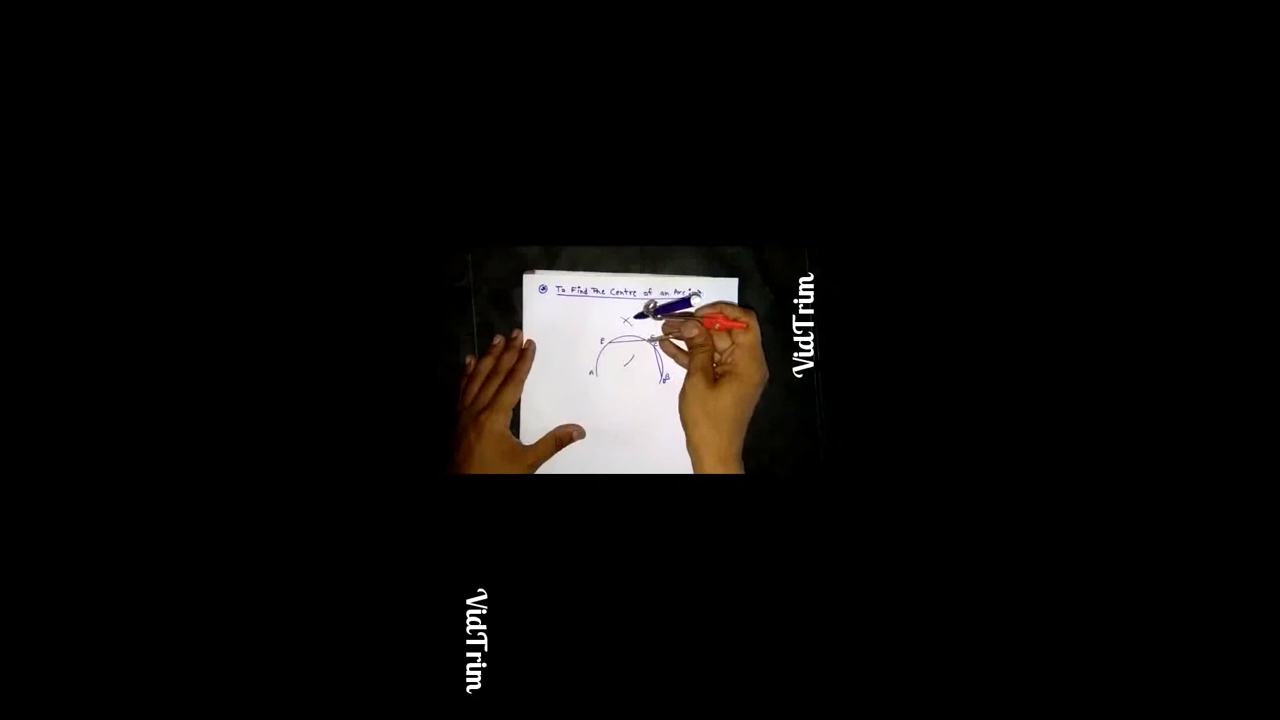 To Find The Centre of an Arc
E
A
B
VidTrim
VidTrim